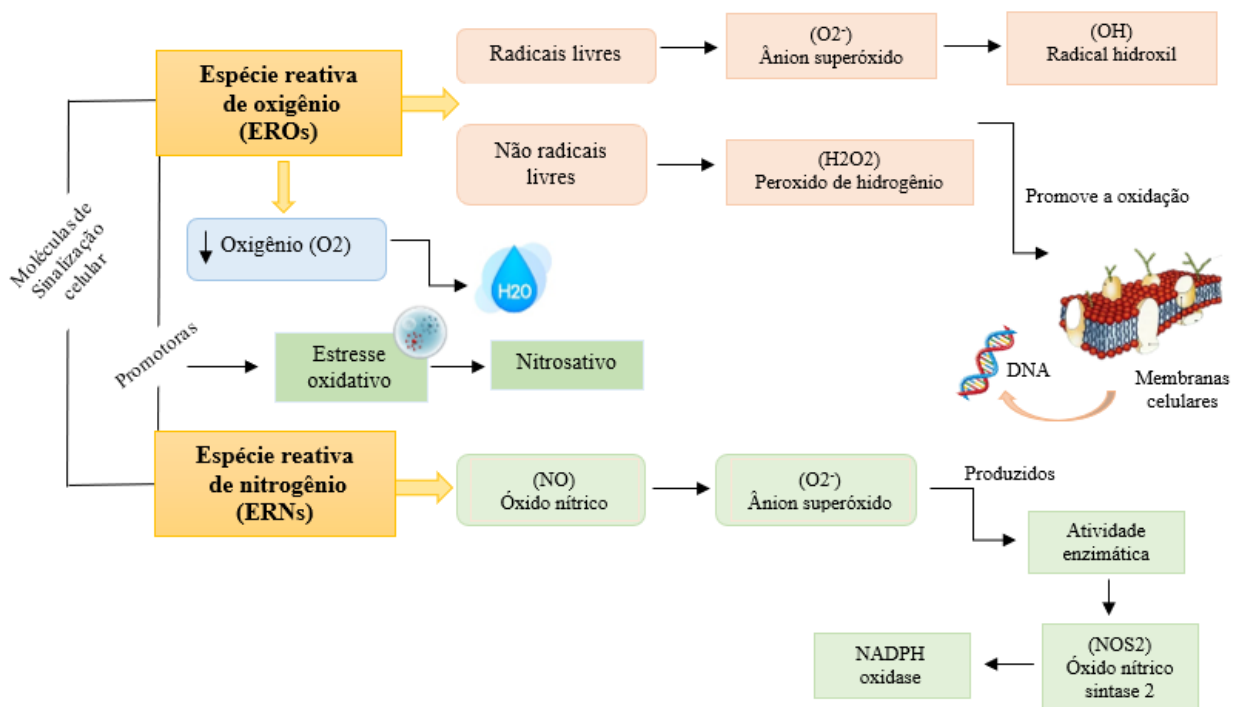 Espécie reativa
de oxigênio
(EROs)
Radicais livres
(O2-)
Ânion superóxido
(OH)
Radical hidroxil
Não radicais
livres
(H2O2)
Peroxido de hidrogênio
Promove a oxidação
Oxigênio (O2)
H2O
Moléculas de
Sinalização
celular
Promotoras
Estresse
oxidativo
Nitrosativo
DNA
Membranas
celulares
Espécie reativa
de nitrogênio
(ERNs)
(NO)
Óxido nítrico
(O2-)
Ânion superóxido
Produzidos
Atividade
enzimática
(NOS2)
Óxido nítrico
sintase 2
NADPH
oxidase